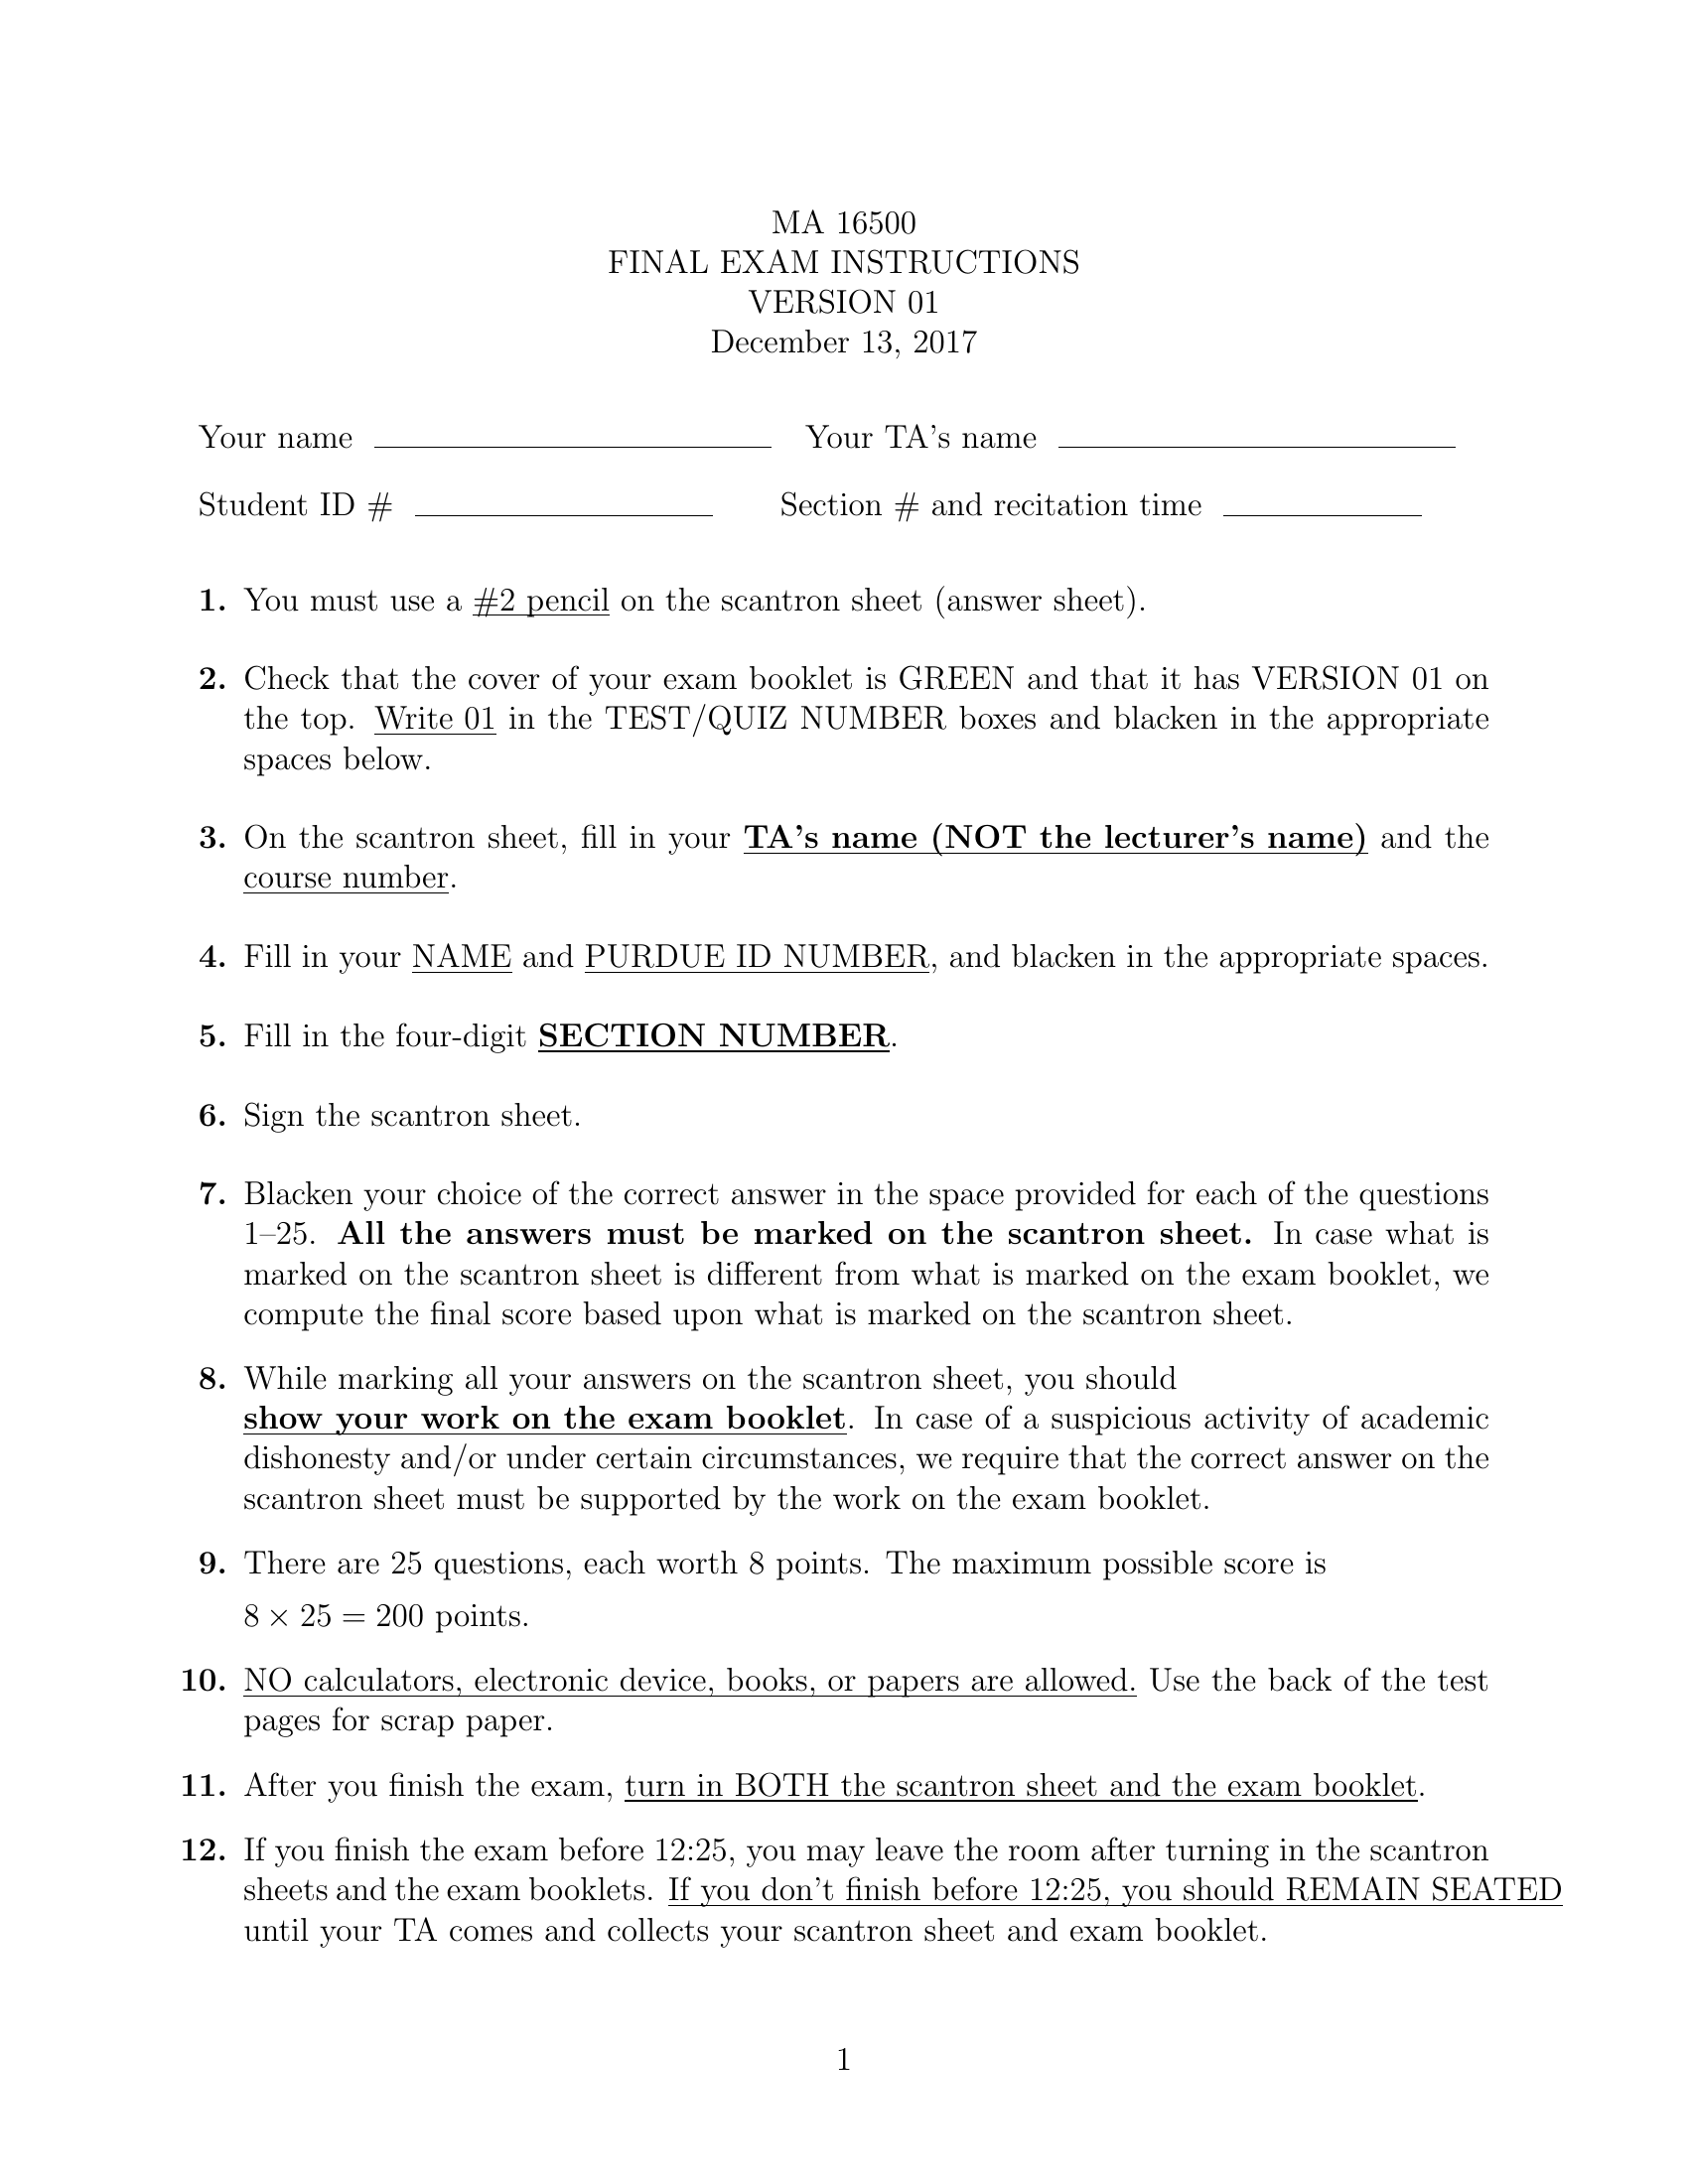 MA 16500
FINAL EXAM INSTRUCTIONS
VERSION 01
December 13, 2017
Your name Your TA's name
Student ID # Section # and recitation time
1. You must use a #2 pencil on the scantron sheet (answer sheet).
2. Check that the cover of your exam booklet is GREEN and that it has VERSION 01 on
the top. Write 01 in the TEST/QUIZ NUMBER boxes and blacken in the appropriate
spaces below.
3. On the scantron sheet, fill in your TA's name (NOT the lecturer's name) and the
course number.
4. Fill in your NAME and PURDUE ID NUMBER, and blacken in the appropriate spaces.
5. Fill in the four-digit SECTION NUMBER.
6. Sign the scantron sheet.
7. Blacken your choice of the correct answer in the space provided for each of the questions
1–25. All the answers must be marked on the scantron sheet. In case what is
marked on the scantron sheet is different from what is marked on the exam booklet, we
compute the final score based upon what is marked on the scantron sheet.
8. While marking all your answers on the scantron sheet, you should
show your work on the exam booklet. In case of a suspicious activity of academic
dishonesty and/or under certain circumstances, we require that the correct answer on the
scantron sheet must be supported by the work on the exam booklet.
9. There are 25 questions, each worth 8 points. The maximum possible score is
8 × 25 = 200 points.
10. NO calculators, electronic device, books, or papers are allowed. Use the back of the test
pages for scrap paper.
11. After you finish the exam, turn in BOTH the scantron sheet and the exam booklet.
12. If you finish the exam before 12:25, you may leave the room after turning in the scantron
sheets and the exam booklets. If you don't finish before 12:25, you should REMAIN SEATED
until your TA comes and collects your scantron sheet and exam booklet.
1